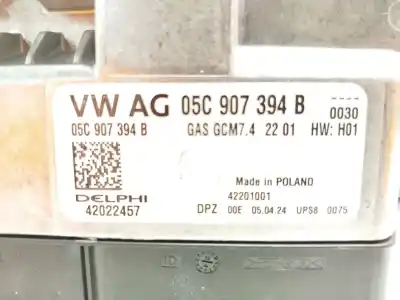 VW AG 05C 907 394 B 0030
05C 907 394 B GAS GCM7.4 22 01 HW: H01
Made in POLAND
DELPHI 42201001
42022457 DPZ 00E 05.04.24 UPS8 0075